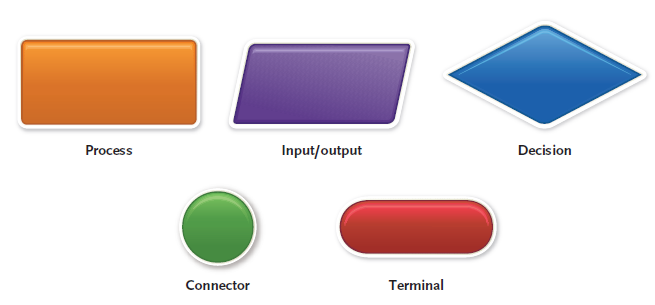 Process
Input/output
Decision
Connector
Terminal